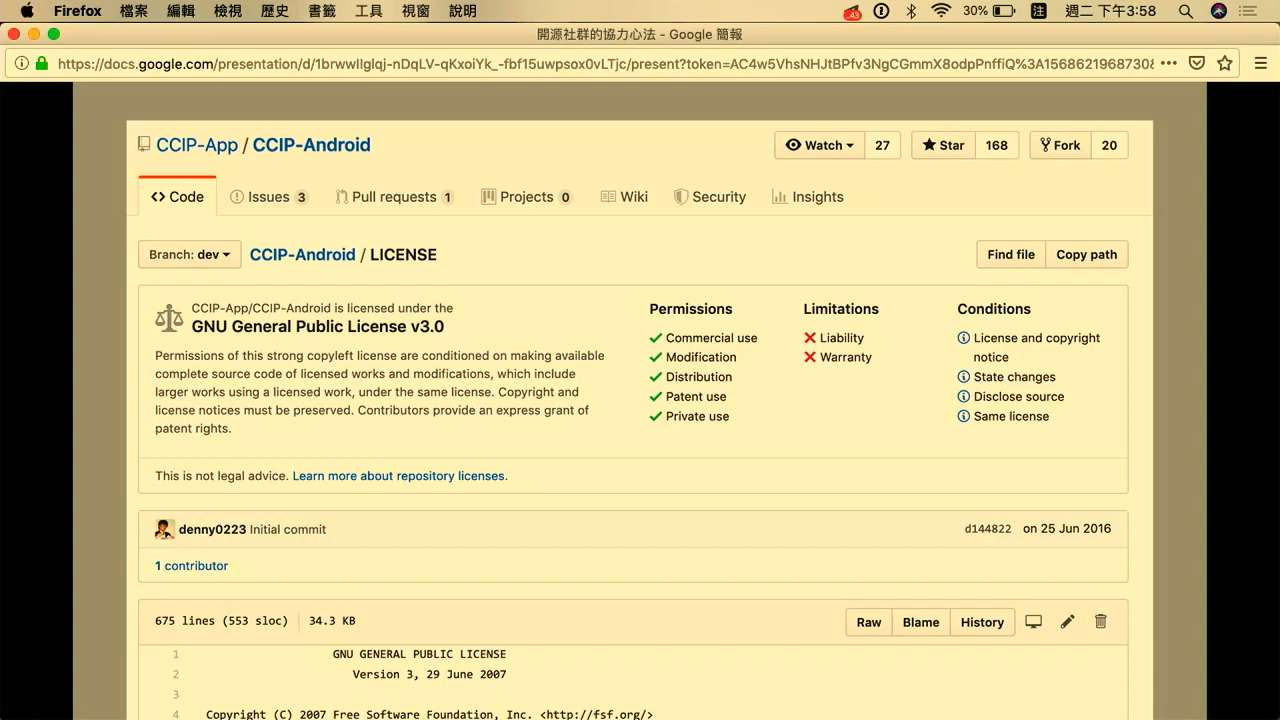 Firefox 檔案 編輯 檢視 歷史 書籤 工具 視窗 說明 43 30% 注 週二 下午3:58
開源社群的協力心法 - Google 簡報
https://docs.google.com/presentation/d/1brwwIlglqj-nDqLV-qKxoiYk_-fbf15uwpsox0vLTjc/present?token=AC4w5VhsNHJtBPfv3NgCGmmX8odpPnffiQ%3A1568621968730&
CCIP-App / CCIP-Android
Watch 27 Star 168 Fork 20
Code Issues 3 Pull requests 1 Projects 0 Wiki Security Insights
Branch: dev CCIP-Android / LICENSE Find file Copy path
CCIP-App/CCIP-Android is licensed under the
GNU General Public License v3.0
Permissions of this strong copyleft license are conditioned on making available
complete source code of licensed works and modifications, which include
larger works using a licensed work, under the same license. Copyright and
license notices must be preserved. Contributors provide an express grant of
patent rights.
Permissions
Commercial use
Modification
Distribution
Patent use
Private use
Limitations
Liability
Warranty
Conditions
License and copyright
notice
State changes
Disclose source
Same license
This is not legal advice. Learn more about repository licenses.
denny0223 Initial commit d144822 on 25 Jun 2016
1 contributor
675 lines (553 sloc) 34.3 KB Raw Blame History
1 GNU GENERAL PUBLIC LICENSE
2 Version 3, 29 June 2007
3
4 Copyright (C) 2007 Free Software Foundation, Inc. <http://fsf.org/>